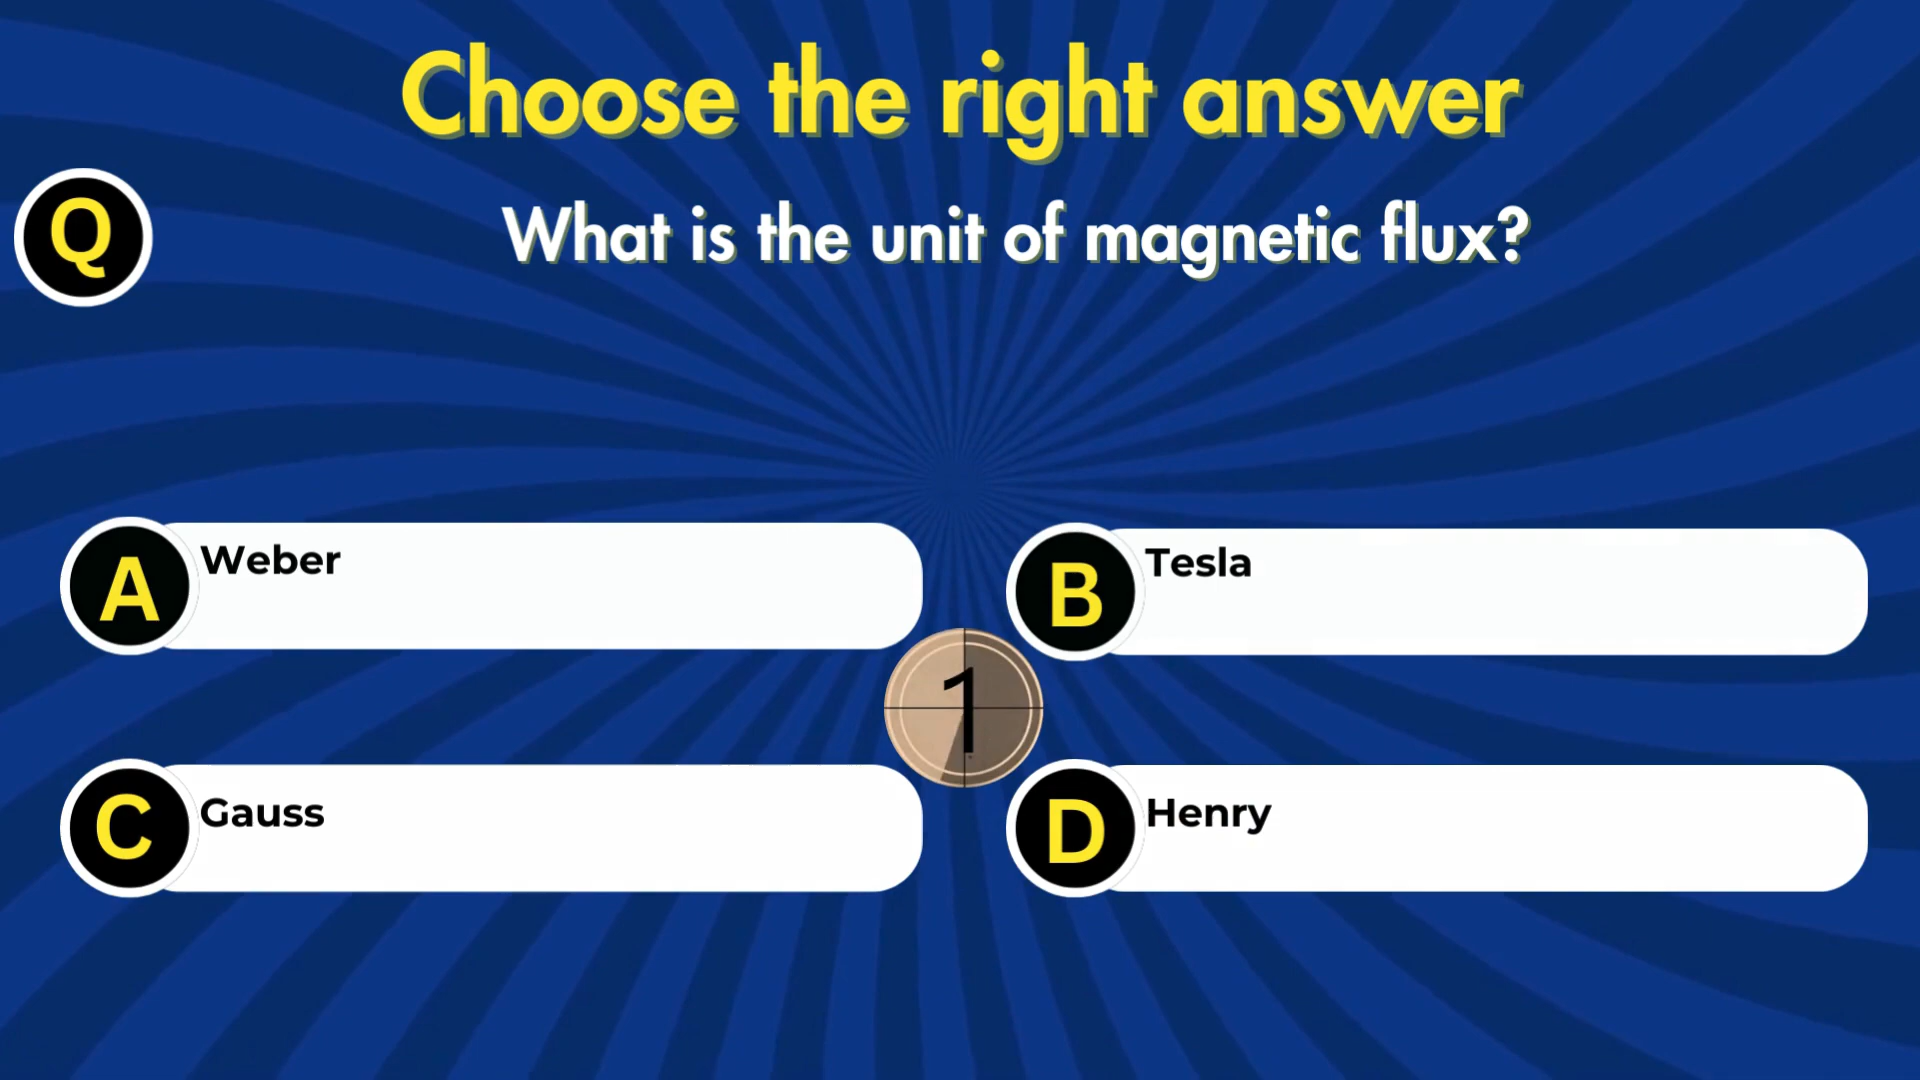 Choose the right answer
Q
What is the unit of magnetic flux?
A
Weber
B
Tesla
1
C
Gauss
D
Henry